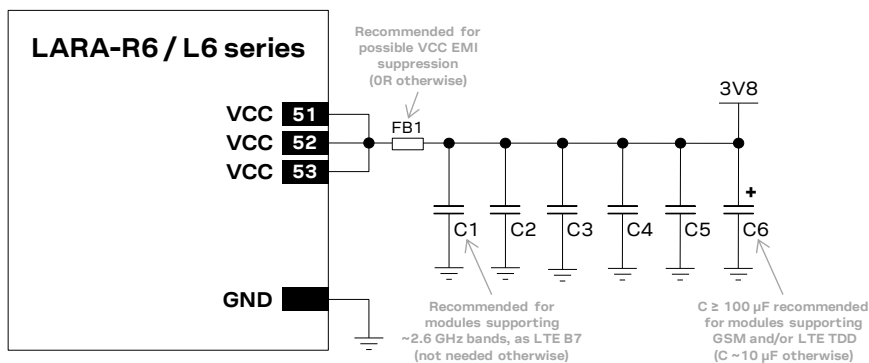 LARA-R6 / L6 series
Recommended for
possible VCC EMI
suppression
(0R otherwise)
3V8
VCC 51
FB1
VCC 52
VCC 53
+
C1 C2 C3 C4 C5 C6
GND
Recommended for
modules supporting
~2.6 GHz bands, as LTE B7
(not needed otherwise)
C ≥ 100 µF recommended
for modules supporting
GSM and/or LTE TDD
(C ~10 µF otherwise)